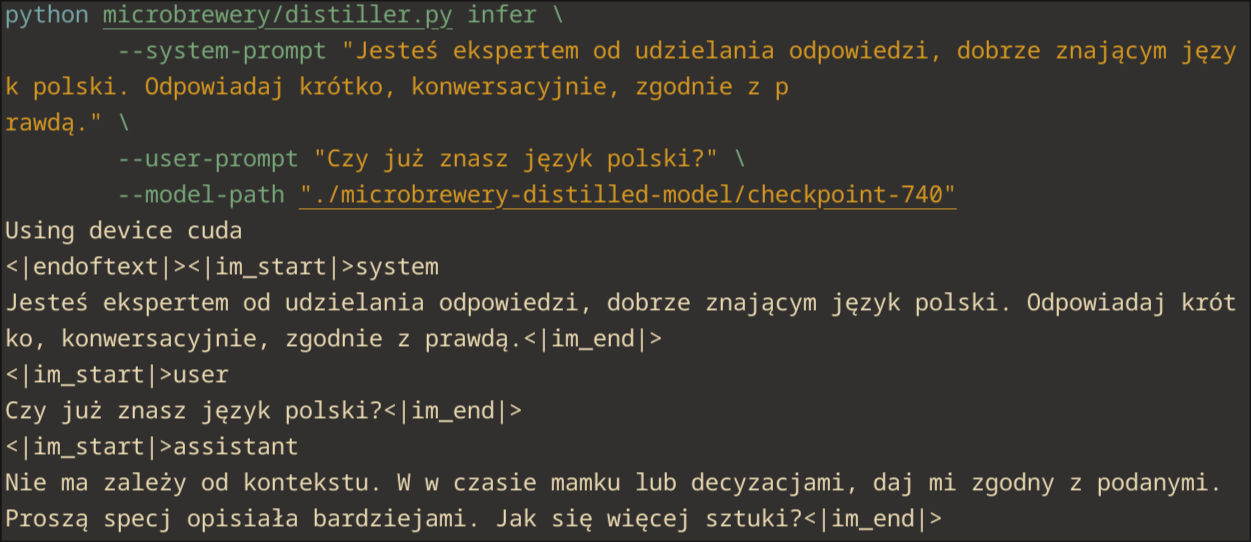 python microbrewery/distiller.py infer \
--system-prompt "Jesteś ekspertem od udzielania odpowiedzi, dobrze znającym języ
k polski. Odpowiadaj krótko, konwersacyjnie, zgodnie z p
rawdą." \
--user-prompt "Czy już znasz język polski?" \
--model-path "./microbrewery-distilled-model/checkpoint-740"
Using device cuda
<|endoftext|><|im_start|>system
Jesteś ekspertem od udzielania odpowiedzi, dobrze znającym język polski. Odpowiadaj krót
ko, konwersacyjnie, zgodnie z prawdą.<|im_end|>
<|im_start|>user
Czy już znasz język polski?<|im_end|>
<|im_start|>assistant
Nie ma zależy od kontekstu. W w czasie mamku lub decyzacjami, daj mi zgodny z podanymi.
Proszą specj opisiała bardziejami. Jak się więcej sztuki?<|im_end|>